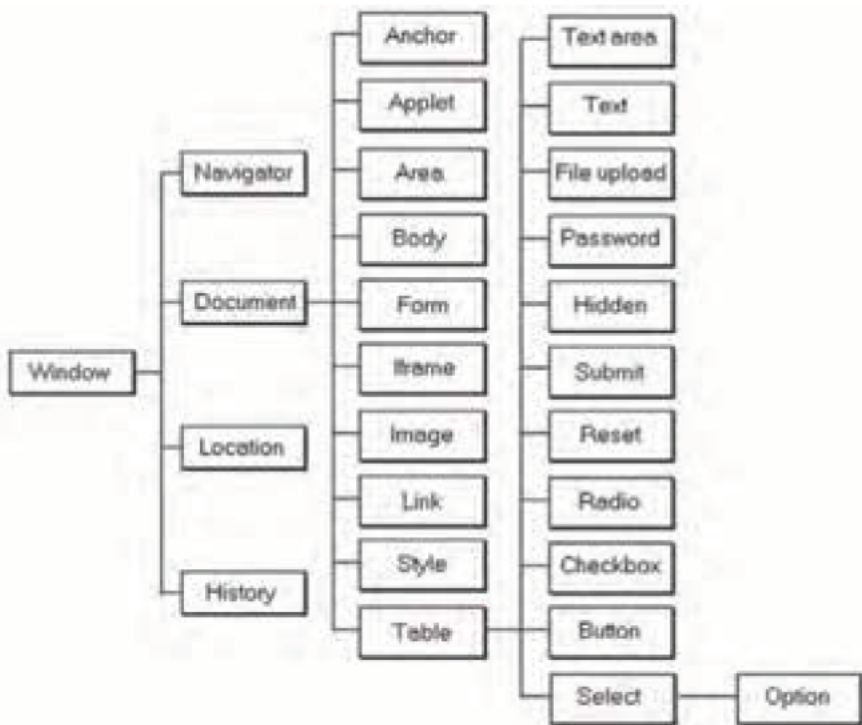 Window
Navigator
Document
Location
History
Anchor
Applet
Area
Body
Form
Iframe
Image
Link
Style
Table
Text area
Text
File upload
Password
Hidden
Submit
Reset
Radio
Checkbox
Button
Select
Option